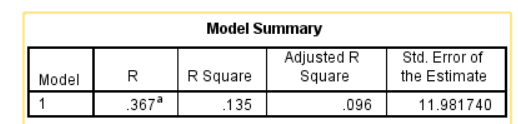 Model Summary
Model R R Square Adjusted R Square Std. Error of the Estimate
1 .367a .135 .096 11.981740